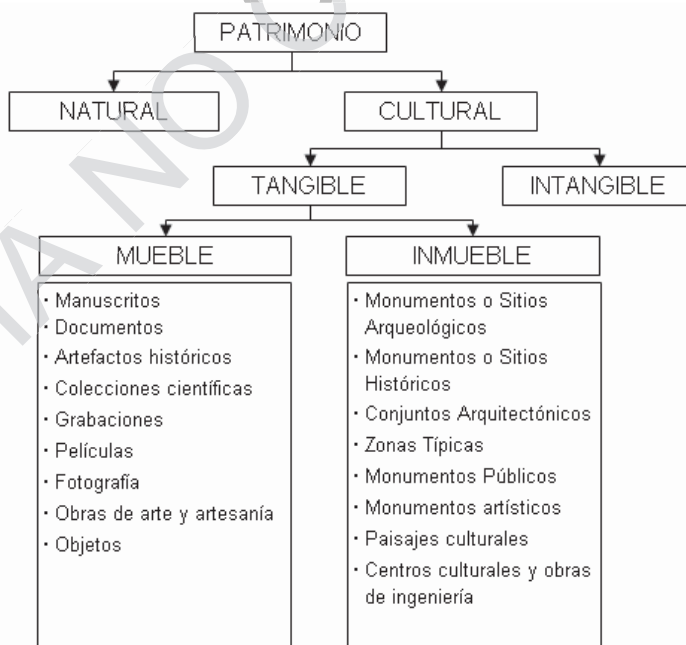 PATRIMONIO
NATURAL
CULTURAL
TANGIBLE
INTANGIBLE
MUEBLE
· Manuscritos
· Documentos
· Artefactos históricos
· Colecciones científicas
· Grabaciones
· Películas
· Fotografía
· Obras de arte y artesanía
· Objetos
INMUEBLE
· Monumentos o Sitios
Arqueológicos
· Monumentos o Sitios
Históricos
· Conjuntos Arquitectónicos
· Zonas Típicas
· Monumentos Públicos
· Monumentos artísticos
· Paisajes culturales
· Centros culturales y obras
de ingeniería